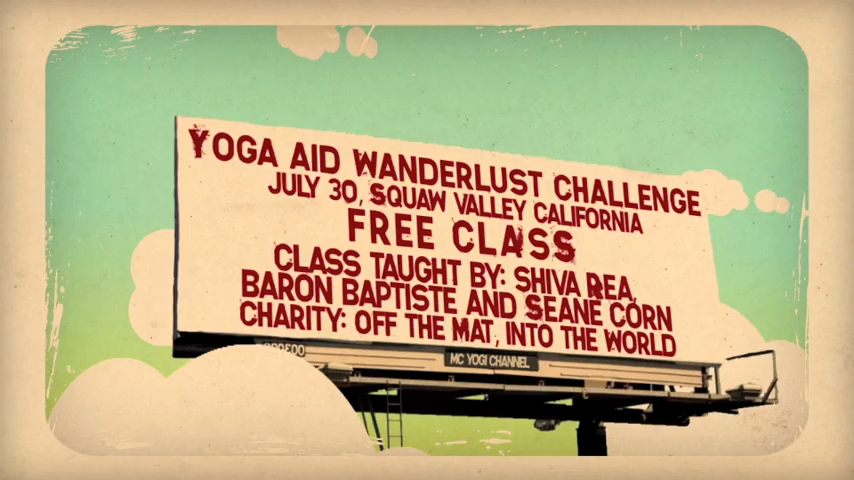 YOGA AID WANDERLUST CHALLENGE
JULY 30, SQUAW VALLEY CALIFORNIA
FREE CLASS
CLASS TAUGHT BY: SHIVA REA,
BARON BAPTISTE AND SEANE CORN
CHARITY: OFF THE MAT, INTO THE WORLD
MC YOGI CHANNEL